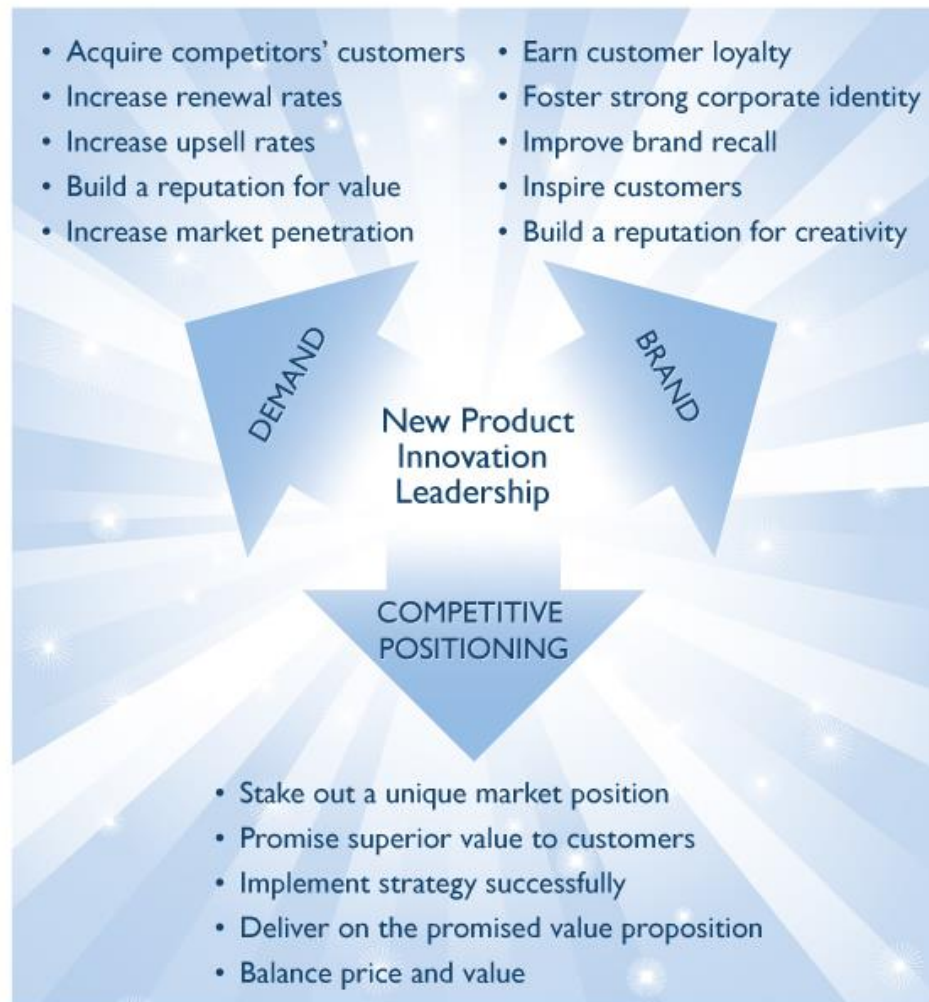 • Acquire competitors’ customers
• Increase renewal rates
• Increase upsell rates
• Build a reputation for value
• Increase market penetration
• Earn customer loyalty
• Foster strong corporate identity
• Improve brand recall
• Inspire customers
• Build a reputation for creativity
DEMAND
BRAND
New Product
Innovation
Leadership
COMPETITIVE
POSITIONING
• Stake out a unique market position
• Promise superior value to customers
• Implement strategy successfully
• Deliver on the promised value proposition
• Balance price and value